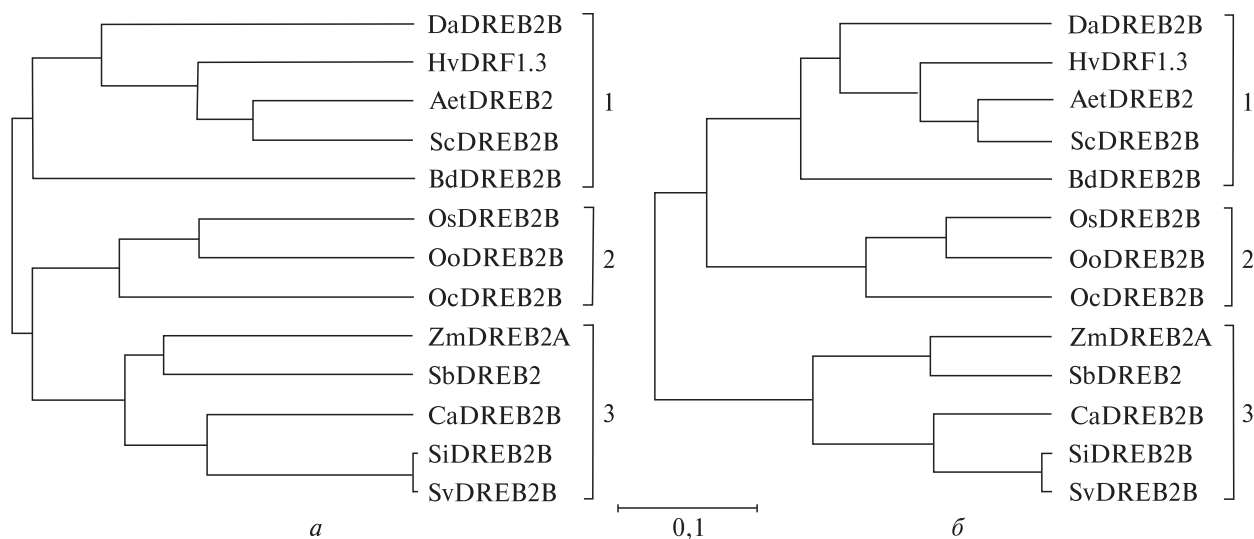 DaDREB2B
HvDRF1.3
AetDREB2
ScDREB2B
BdDREB2B
1
OsDREB2B
OoDREB2B
OcDREB2B
2
ZmDREB2A
SbDREB2
CaDREB2B
SiDREB2B
SvDREB2B
3
а
DaDREB2B
HvDRF1.3
AetDREB2
ScDREB2B
BdDREB2B
1
OsDREB2B
OoDREB2B
OcDREB2B
2
ZmDREB2A
SbDREB2
CaDREB2B
SiDREB2B
SvDREB2B
3
0,1
б